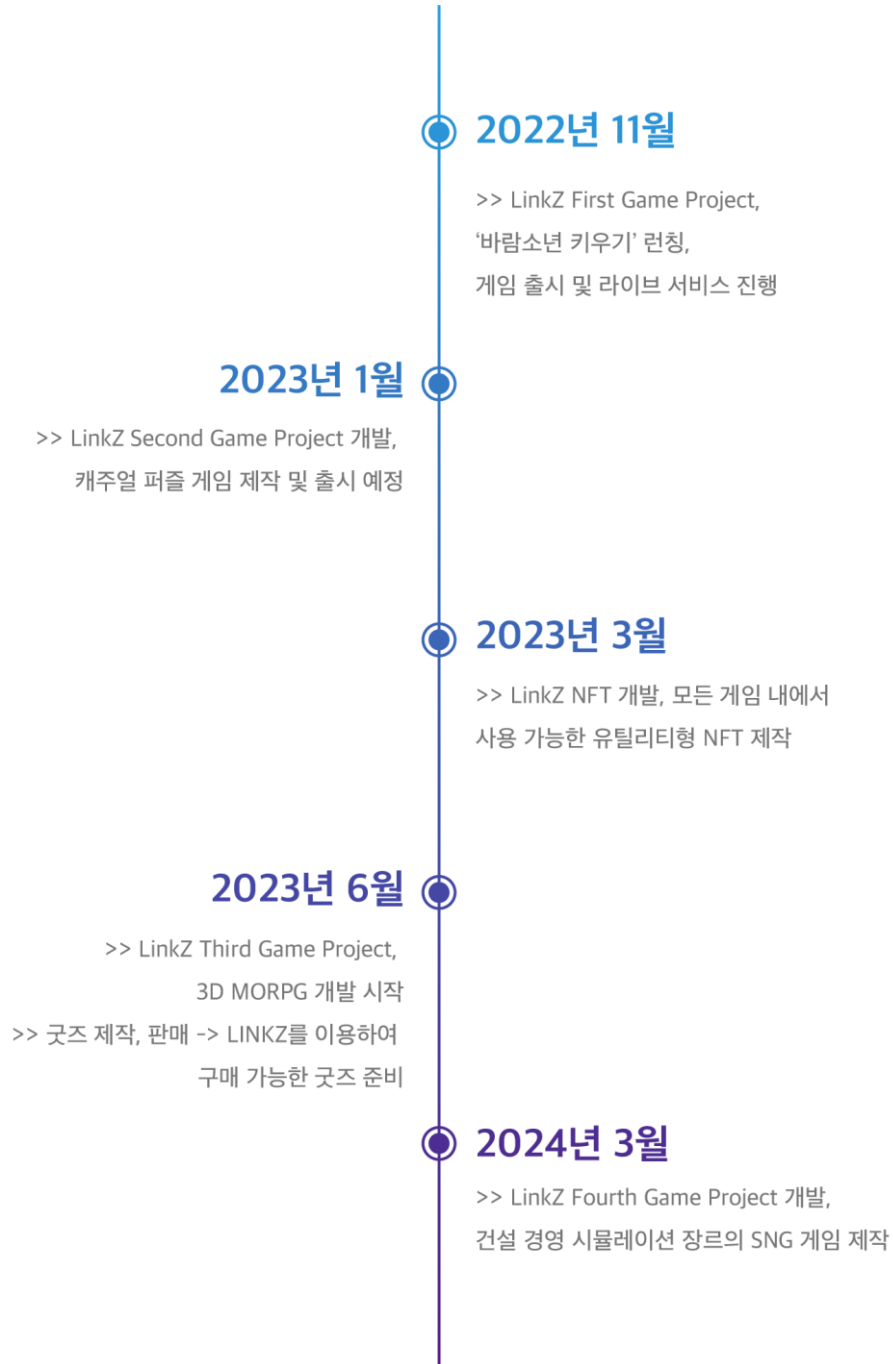 2022년 11월
>> LinkZ First Game Project,
‘바람소년 키우기’ 런칭,
게임 출시 및 라이브 서비스 진행
2023년 1월
>> LinkZ Second Game Project 개발,
캐주얼 퍼즐 게임 제작 및 출시 예정
2023년 3월
>> LinkZ NFT 개발, 모든 게임 내에서
사용 가능한 유틸리티형 NFT 제작
2023년 6월
>> LinkZ Third Game Project,
3D MORPG 개발 시작
>> 굿즈 제작, 판매 -> LINKZ를 이용하여
구매 가능한 굿즈 준비
2024년 3월
>> LinkZ Fourth Game Project 개발,
건설 경영 시뮬레이션 장르의 SNG 게임 제작